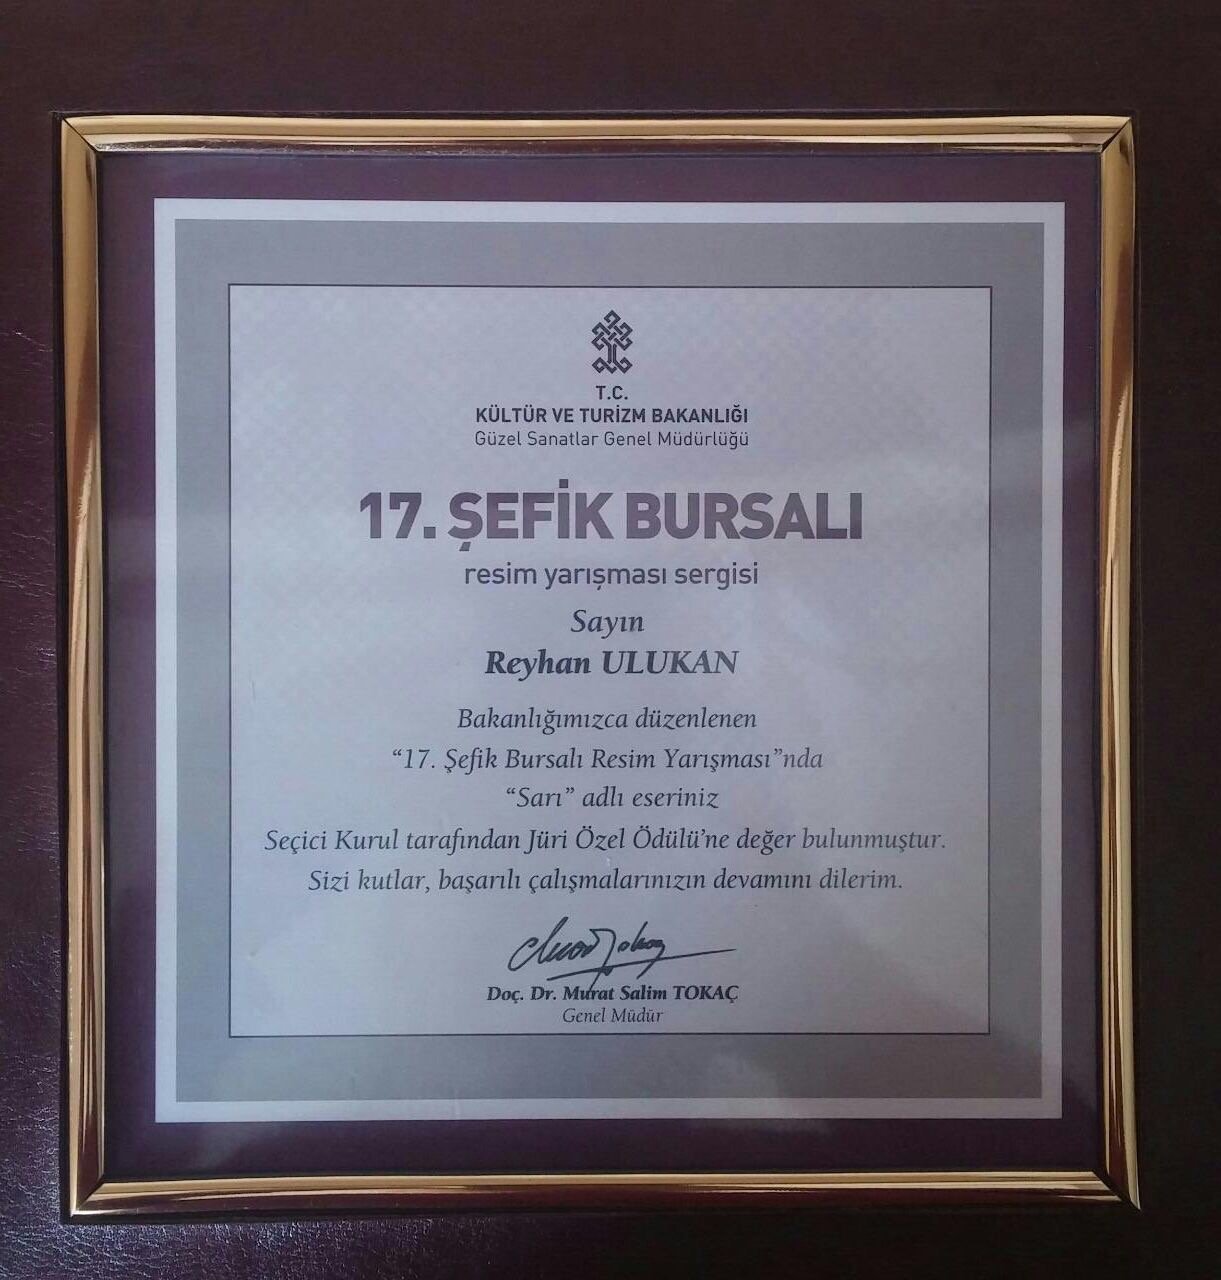 T.C.
KÜLTÜR VE TURİZM BAKANLIĞI
Güzel Sanatlar Genel Müdürlüğü
17. ŞEFİK BURSALI
resim yarışması sergisi
Sayın
Reyhan ULUKAN
Bakanlığımızca düzenlenen
“17. Şefik Bursalı Resim Yarışması”nda
“Sarı” adlı eseriniz
Seçici Kurul tarafından Jüri Özel Ödülü’ne değer bulunmuştur.
Sizi kutlar, başarılı çalışmalarınızın devamını dilerim.
Doç. Dr. Murat Salim TOKAÇ
Genel Müdür